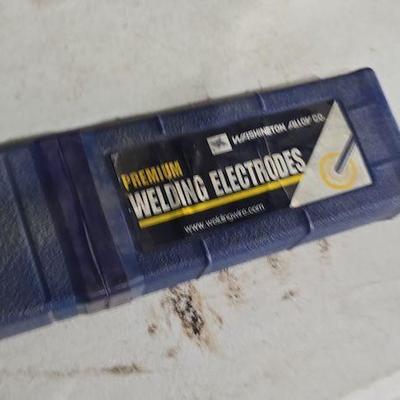 WASHINGTON ALLOY CO.
PREMIUM
WELDING ELECTRODES
www.weldingwire.com